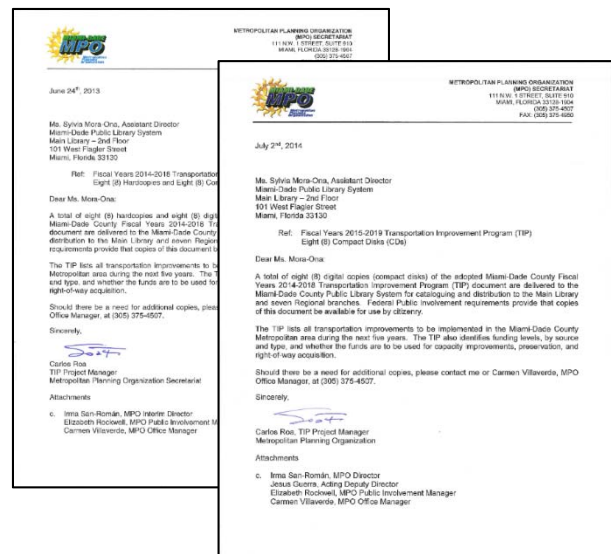 MIAMI-DADE
MPO
METROPOLITAN PLANNING ORGANIZATION
(MPO) SECRETARIAT
111 N.W. 1 STREET, SUITE 910
MIAMI, FLORIDA 33128-1904
(305) 375-4507
June 24th, 2013
Ms. Sylvia Mora-Ona, Assistant Director
Miami-Dade Public Library System
Main Library – 2nd Floor
101 West Flagler Street
Miami, Florida 33130
Ref: Fiscal Years 2014-2018 Transportation
Eight (8) Hardcopies and Eight (8) Co
Dear Ms. Mora-Ona:
A total of eight (8) hardcopies and eight (8) digit
Miami-Dade County Fiscal Years 2014-2018 Tra
document are delivered to the Miami-Dade County
distribution to the Main Library and seven Region
requirements provide that copies of this document b
The TIP lists all transportation improvements to b
Metropolitan area during the next five years. The T
and type, and whether the funds are to be used for
right-of-way acquisition.
Should there be a need for additional copies, pleas
Office Manager, at (305) 375-4507.
Sincerely,
Carlos Roa
TIP Project Manager
Metropolitan Planning Organization Secretariat
Attachments
c. Irma San-Román, MPO Interim Director
Elizabeth Rockwell, MPO Public Involvement M
Carmen Villaverde, MPO Office Manager
MIAMI-DADE
MPO
METROPOLITAN PLANNING ORGANIZATION
(MPO) SECRETARIAT
111 N.W. 1 STREET, SUITE 910
MIAMI, FLORIDA 33128-1904
(305) 375-4507
FAX: (305) 375-4950
July 2nd, 2014
Ms. Sylvia Mora-Ona, Assistant Director
Miami-Dade Public Library System
Main Library – 2nd Floor
101 West Flagler Street
Miami, Florida 33130
Ref: Fiscal Years 2015-2019 Transportation Improvement Program (TIP)
Eight (8) Compact Disks (CDs)
Dear Ms. Mora-Ona:
A total of eight (8) digital copies (compact disks) of the adopted Miami-Dade County Fiscal
Years 2014-2018 Transportation Improvement Program (TIP) document are delivered to the
Miami-Dade County Public Library System for cataloguing and distribution to the Main Library
and seven Regional branches. Federal Public Involvement requirements provide that copies
of this document be available for use by citizenry.
The TIP lists all transportation improvements to be implemented in the Miami-Dade County
Metropolitan area during the next five years. The TIP also identifies funding levels, by source
and type, and whether the funds are to be used for capacity improvements, preservation, and
right-of-way acquisition.
Should there be a need for additional copies, please contact me or Carmen Villaverde, MPO
Office Manager, at (305) 375-4507.
Sincerely,
Carlos Roa, TIP Project Manager
Metropolitan Planning Organization
Attachments
c. Irma San-Román, MPO Director
Jesus Guerra, Acting Deputy Director
Elizabeth Rockwell, MPO Public Involvement Manager
Carmen Villaverde, MPO Office Manager